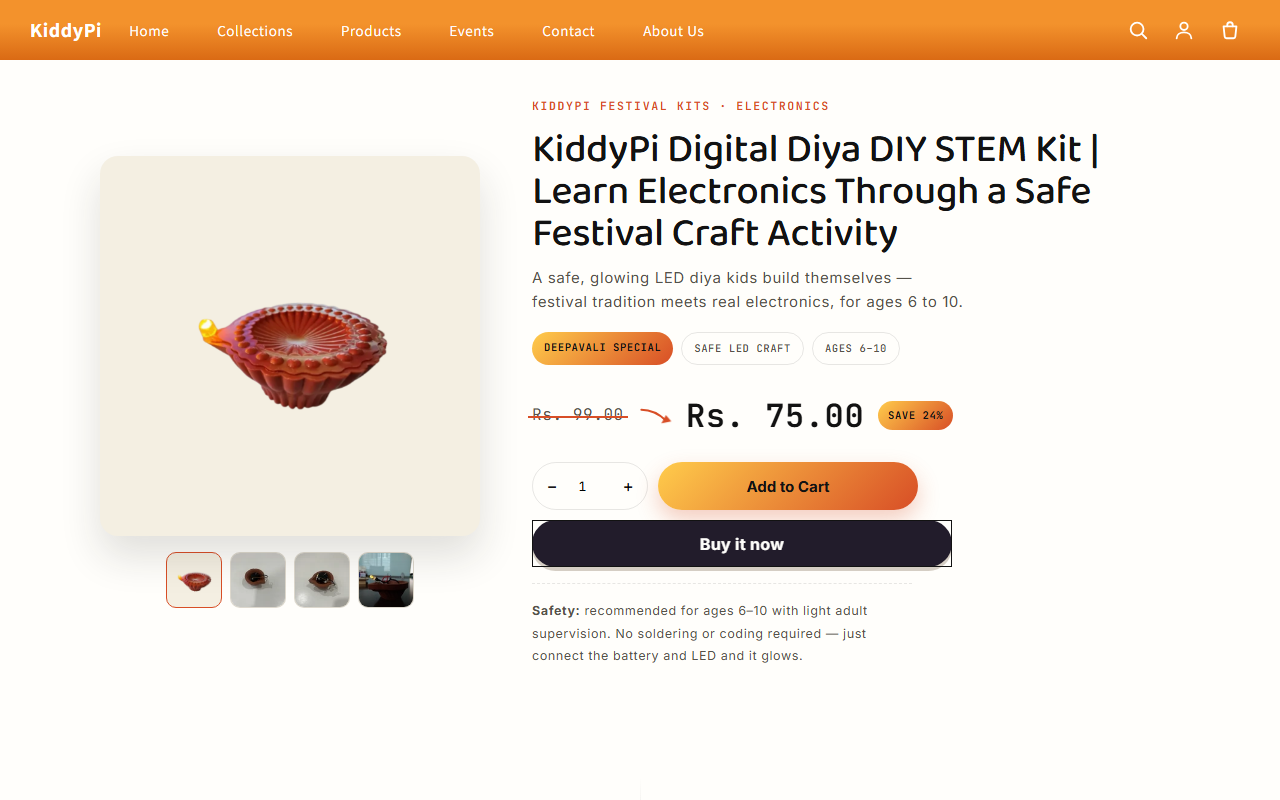 KiddyPi Home Collections Products Events Contact About Us
KIDDYPI FESTIVAL KITS · ELECTRONICS
KiddyPi Digital Diya DIY STEM Kit |
Learn Electronics Through a Safe
Festival Craft Activity
A safe, glowing LED diya kids build themselves —
festival tradition meets real electronics, for ages 6 to 10.
DEEPAVALI SPECIAL SAFE LED CRAFT AGES 6–10
Rs. 99.00 Rs. 75.00 SAVE 24%
− 1 + Add to Cart
Buy it now
Safety: recommended for ages 6–10 with light adult
supervision. No soldering or coding required — just
connect the battery and LED and it glows.